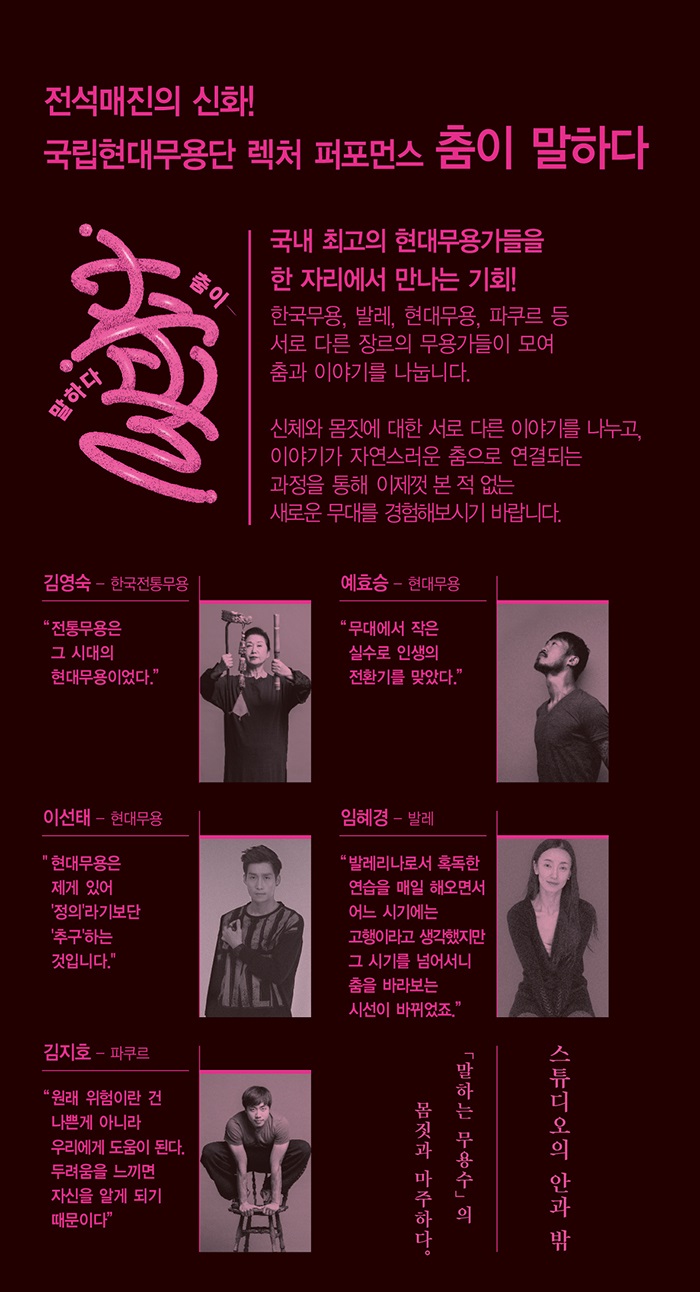 전석매진의 신화!
국립현대무용단 렉처 퍼포먼스 춤이 말하다
춤이
말하다
국내 최고의 현대무용가들을
한 자리에서 만나는 기회!
한국무용, 발레, 현대무용, 파쿠르 등
서로 다른 장르의 무용가들이 모여
춤과 이야기를 나눕니다.
신체와 몸짓에 대한 서로 다른 이야기를 나누고,
이야기가 자연스러운 춤으로 연결되는
과정을 통해 이제껏 본 적 없는
새로운 무대를 경험해보시기 바랍니다.
김영숙 – 한국전통무용
“전통무용은
그 시대의
현대무용이었다.”
예효승 – 현대무용
“무대에서 작은
실수로 인생의
전환기를 맞았다.”
이선태 – 현대무용
"현대무용은
제게 있어
'정의'라기보단
'추구'하는
것입니다."
임혜경 – 발레
“발레리나로서 혹독한
연습을 매일 해오면서
어느 시기에는
고행이라고 생각했지만
그 시기를 넘어서니
춤을 바라보는
시선이 바뀌었죠.”
김지호 – 파쿠르
“원래 위험이란 건
나쁜게 아니라
우리에게 도움이 된다.
두려움을 느끼면
자신을 알게 되기
때문이다”
스튜디오의 안과 밖
「말하는 무용수」의
몸짓과 마주하다。